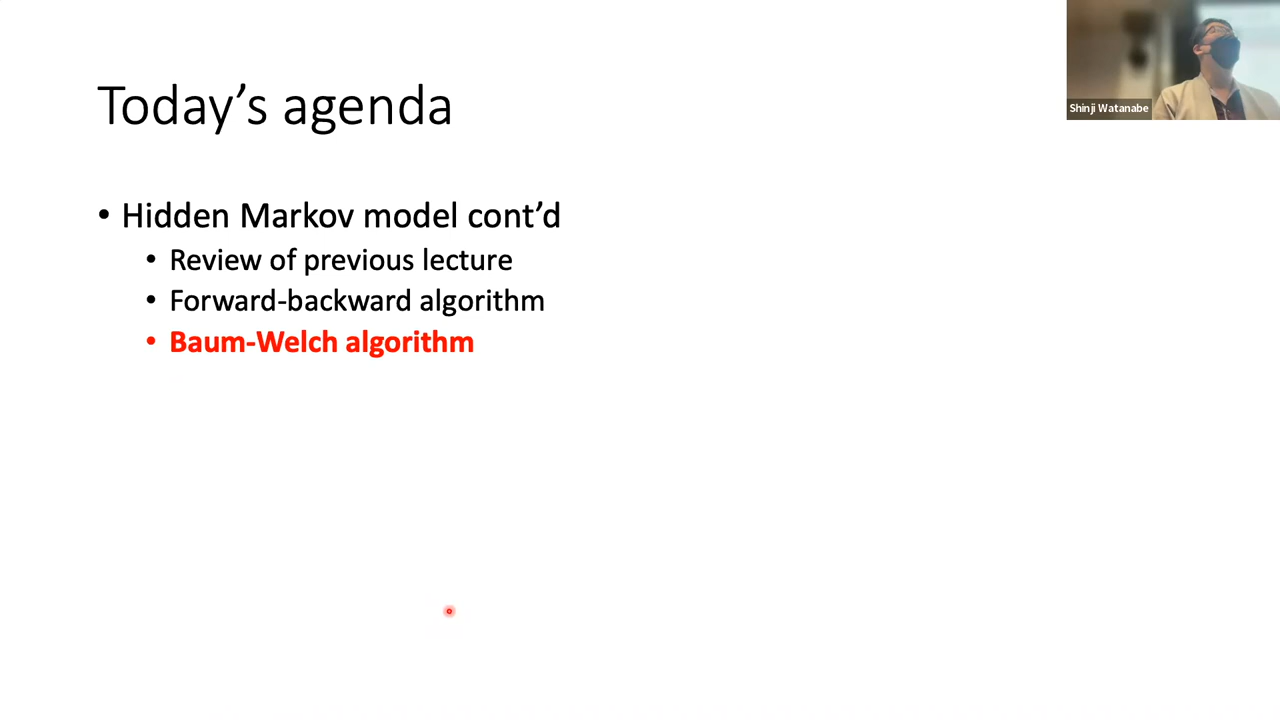 Today’s agenda
• Hidden Markov model cont’d
• Review of previous lecture
• Forward-backward algorithm
• Baum-Welch algorithm
Shinji Watanabe